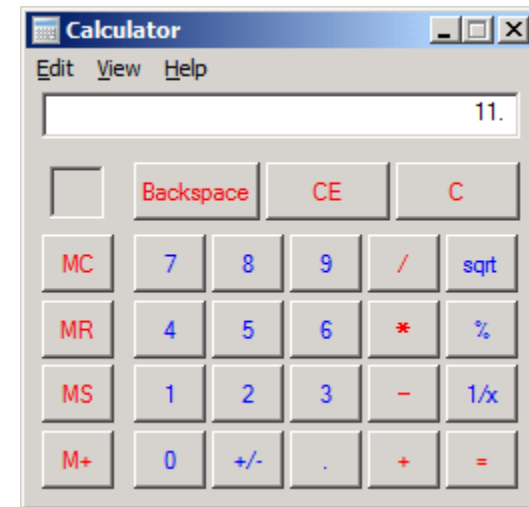 Calculator
Edit View Help
11.
Backspace CE C
MC 7 8 9 / sqrt
MR 4 5 6 * %
MS 1 2 3 - 1/x
M+ 0 +/- . + =